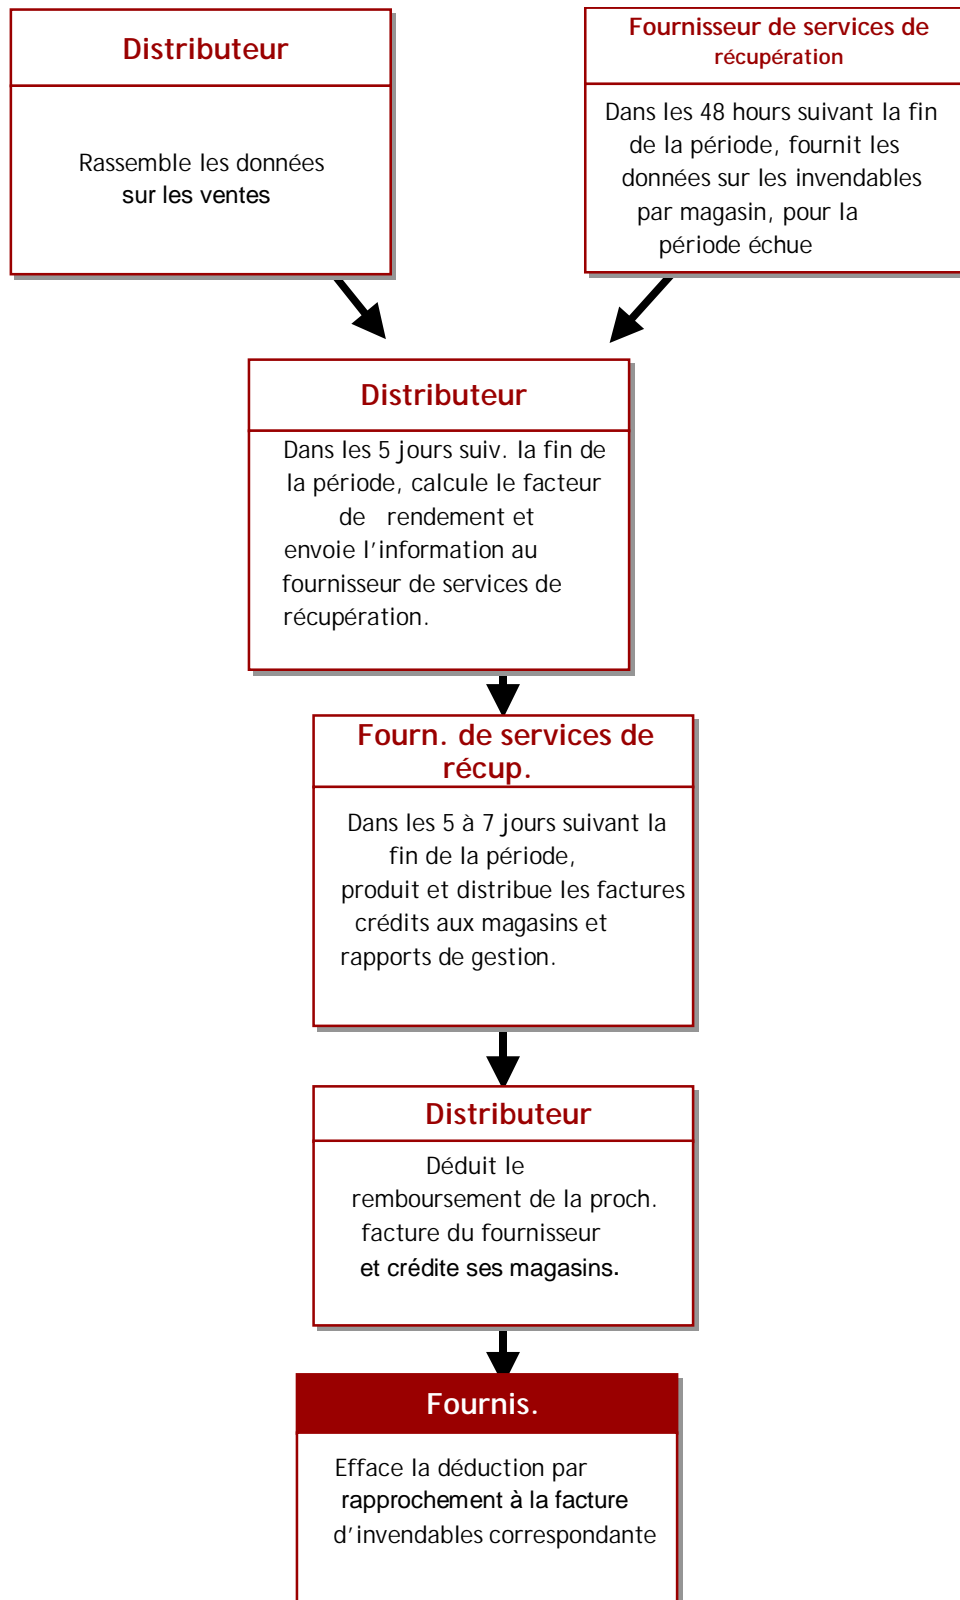 Distributeur
Rassemble les données
sur les ventes
Fournisseur de services de
récupération
Dans les 48 hours suivant la fin
de la période, fournit les
données sur les invendables
par magasin, pour la
période échue
Distributeur
Dans les 5 jours suiv. la fin de
la période, calcule le facteur
de rendement et
envoie l'information au
fournisseur de services de
récupération.
Fourn. de services de
récup.
Dans les 5 à 7 jours suivant la
fin de la période,
produit et distribue les factures
crédits aux magasins et
rapports de gestion.
Distributeur
Déduit le
remboursement de la proch.
facture du fournisseur
et crédite ses magasins.
Fournis.
Efface la déduction par
rapprochement à la facture
d'invendables correspondante